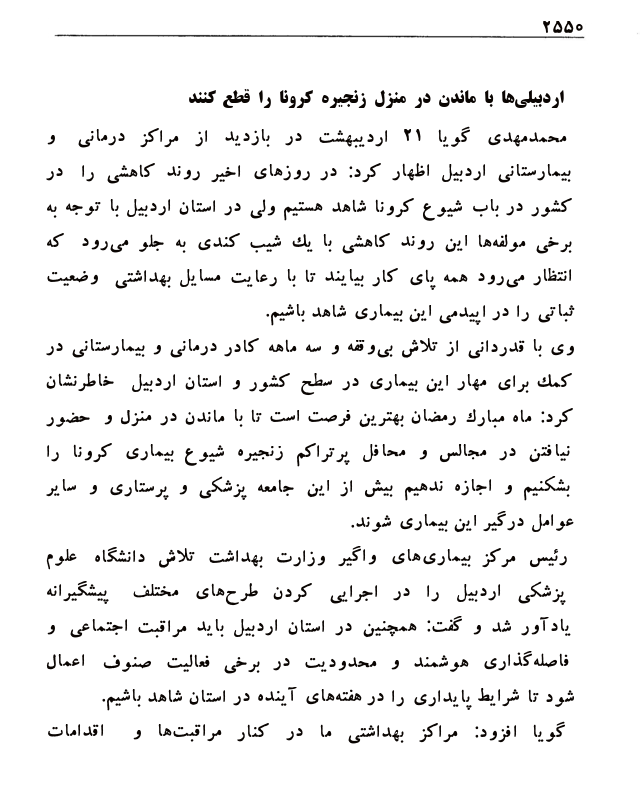 ۲۵۵۰
اردبیلی‌ها با ماندن در منزل زنجیره کرونا را قطع کنند
محمدمهدی گویا ۲۱ اردیبهشت در بازدید از مراکز درمانی و
بیمارستانی اردبیل اظهار کرد: در روزهای اخیر روند کاهشی را در
کشور در باب شیوع کرونا شاهد هستیم ولی در استان اردبیل با توجه به
برخی مولفه‌ها این روند کاهشی با یك شیب کندی به جلو می‌رود که
انتظار می‌رود همه پای کار بیایند تا با رعایت مسایل بهداشتی وضعیت
ثباتی را در اپیدمی این بیماری شاهد باشیم.
وی با قدردانی از تلاش بی‌وقفه و سه ماهه کادر درمانی و بیمارستانی در
کمك برای مهار این بیماری در سطح کشور و استان اردبیل خاطرنشان
کرد: ماه مبارك رمضان بهترین فرصت است تا با ماندن در منزل و حضور
نیافتن در مجالس و محافل پرتراکم زنجیره شیوع بیماری کرونا را
بشکنیم و اجازه ندهیم بیش از این جامعه پزشکی و پرستاری و سایر
عوامل درگیر این بیماری شوند.
رئیس مرکز بیماری‌های واگیر وزارت بهداشت تلاش دانشگاه علوم
پزشکی اردبیل را در اجرایی کردن طرح‌های مختلف پیشگیرانه
یادآور شد و گفت: همچنین در استان اردبیل باید مراقبت اجتماعی و
فاصله‌گذاری هوشمند و محدودیت در برخی فعالیت صنوف اعمال
شود تا شرایط پایداری را در هفته‌های آینده در استان شاهد باشیم.
گویا افزود: مراکز بهداشتی ما در کنار مراقبت‌ها و اقدامات